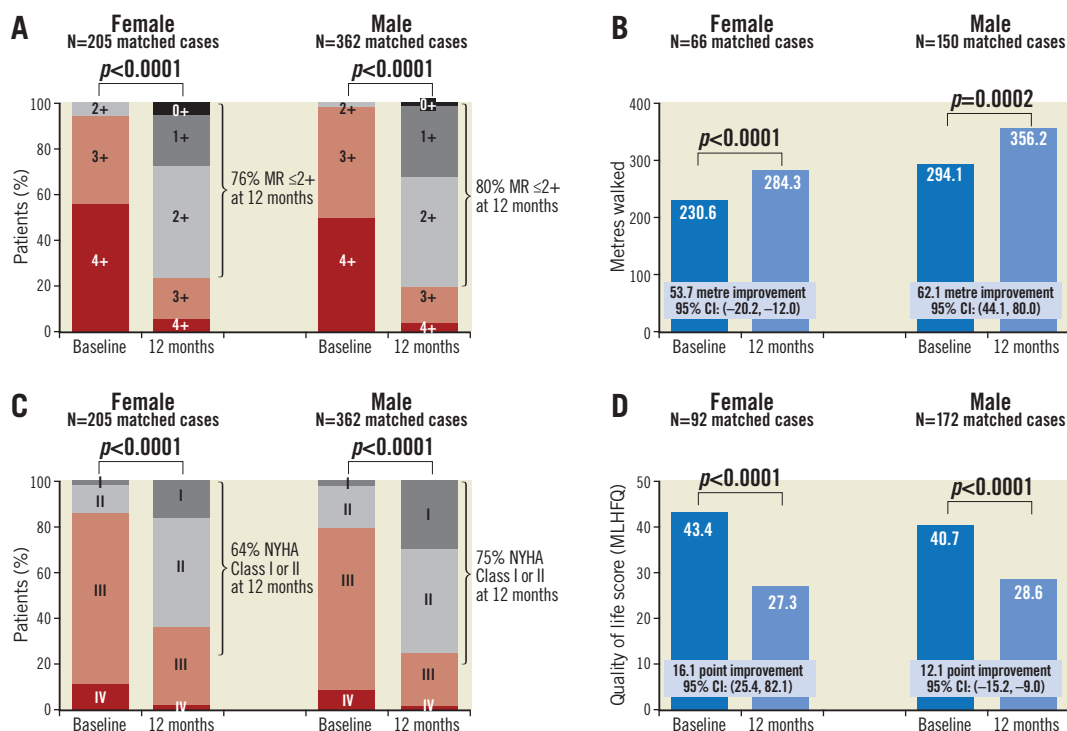 A
Female
N=205 matched cases
Male
N=362 matched cases
p<0.0001
p<0.0001
Patients (%)
100
80
60
40
20
0
2+
3+
4+
0+
1+
2+
3+
4+
76% MR ≤2+
at 12 months
2+
3+
4+
0+
1+
2+
3+
4+
80% MR ≤2+
at 12 months
Baseline
12 months
Baseline
12 months
B
Female
N=66 matched cases
Male
N=150 matched cases
p<0.0001
p=0.0002
Metres walked
400
300
200
100
0
230.6
284.3
294.1
356.2
53.7 metre improvement
95% CI: (–20.2, –12.0)
62.1 metre improvement
95% CI: (44.1, 80.0)
Baseline
12 months
Baseline
12 months
C
Female
N=205 matched cases
Male
N=362 matched cases
p<0.0001
p<0.0001
Patients (%)
100
80
60
40
20
0
I
II
III
IV
I
II
III
IV
64% NYHA
Class I or II
at 12 months
I
II
III
IV
I
II
III
IV
75% NYHA
Class I or II
at 12 months
Baseline
12 months
Baseline
12 months
D
Female
N=92 matched cases
Male
N=172 matched cases
p<0.0001
p<0.0001
Quality of life score (MLHFQ)
50
40
30
20
10
0
43.4
27.3
40.7
28.6
16.1 point improvement
95% CI: (25.4, 82.1)
12.1 point improvement
95% CI: (–15.2, –9.0)
Baseline
12 months
Baseline
12 months